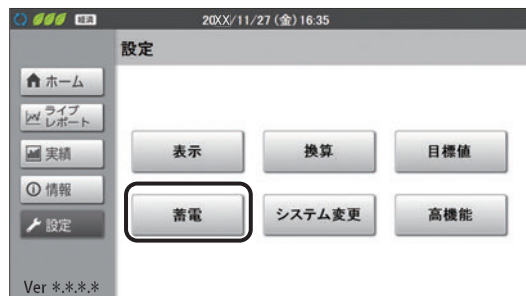 経済
20XX/11/27 (金) 16:35
設定
ホーム
ライブ
レポート
実績
情報
設定
表示
換算
目標値
蓄電
システム変更
高機能
Ver *.*.*.*